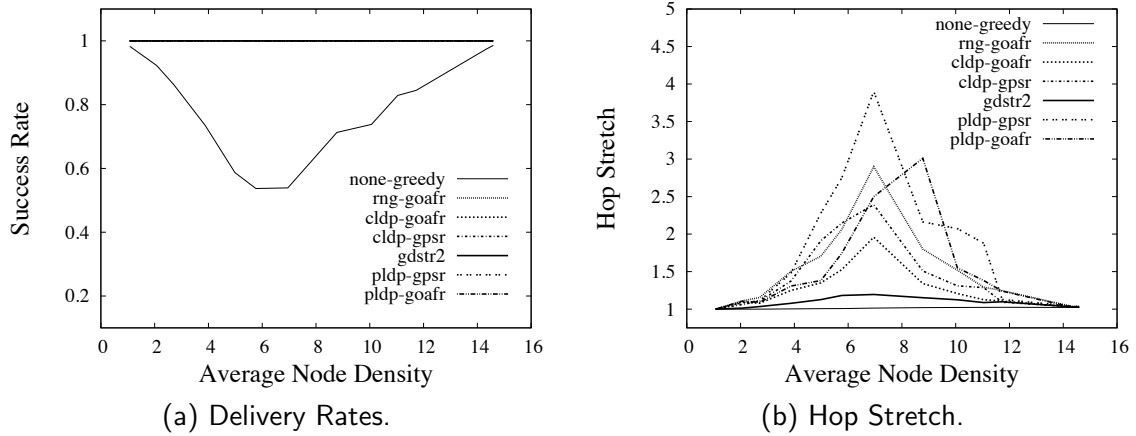 1
0.8
0.6
0.4
0.2
Success Rate
none-greedy
rng-goafr
cldp-goafr
cldp-gpsr
gdstr2
pldp-gpsr
pldp-goafr
0 2 4 6 8 10 12 14 16
Average Node Density
(a) Delivery Rates.
5
4.5
4
3.5
3
2.5
2
1.5
1
Hop Stretch
none-greedy
rng-goafr
cldp-goafr
cldp-gpsr
gdstr2
pldp-gpsr
pldp-goafr
0 2 4 6 8 10 12 14 16
Average Node Density
(b) Hop Stretch.